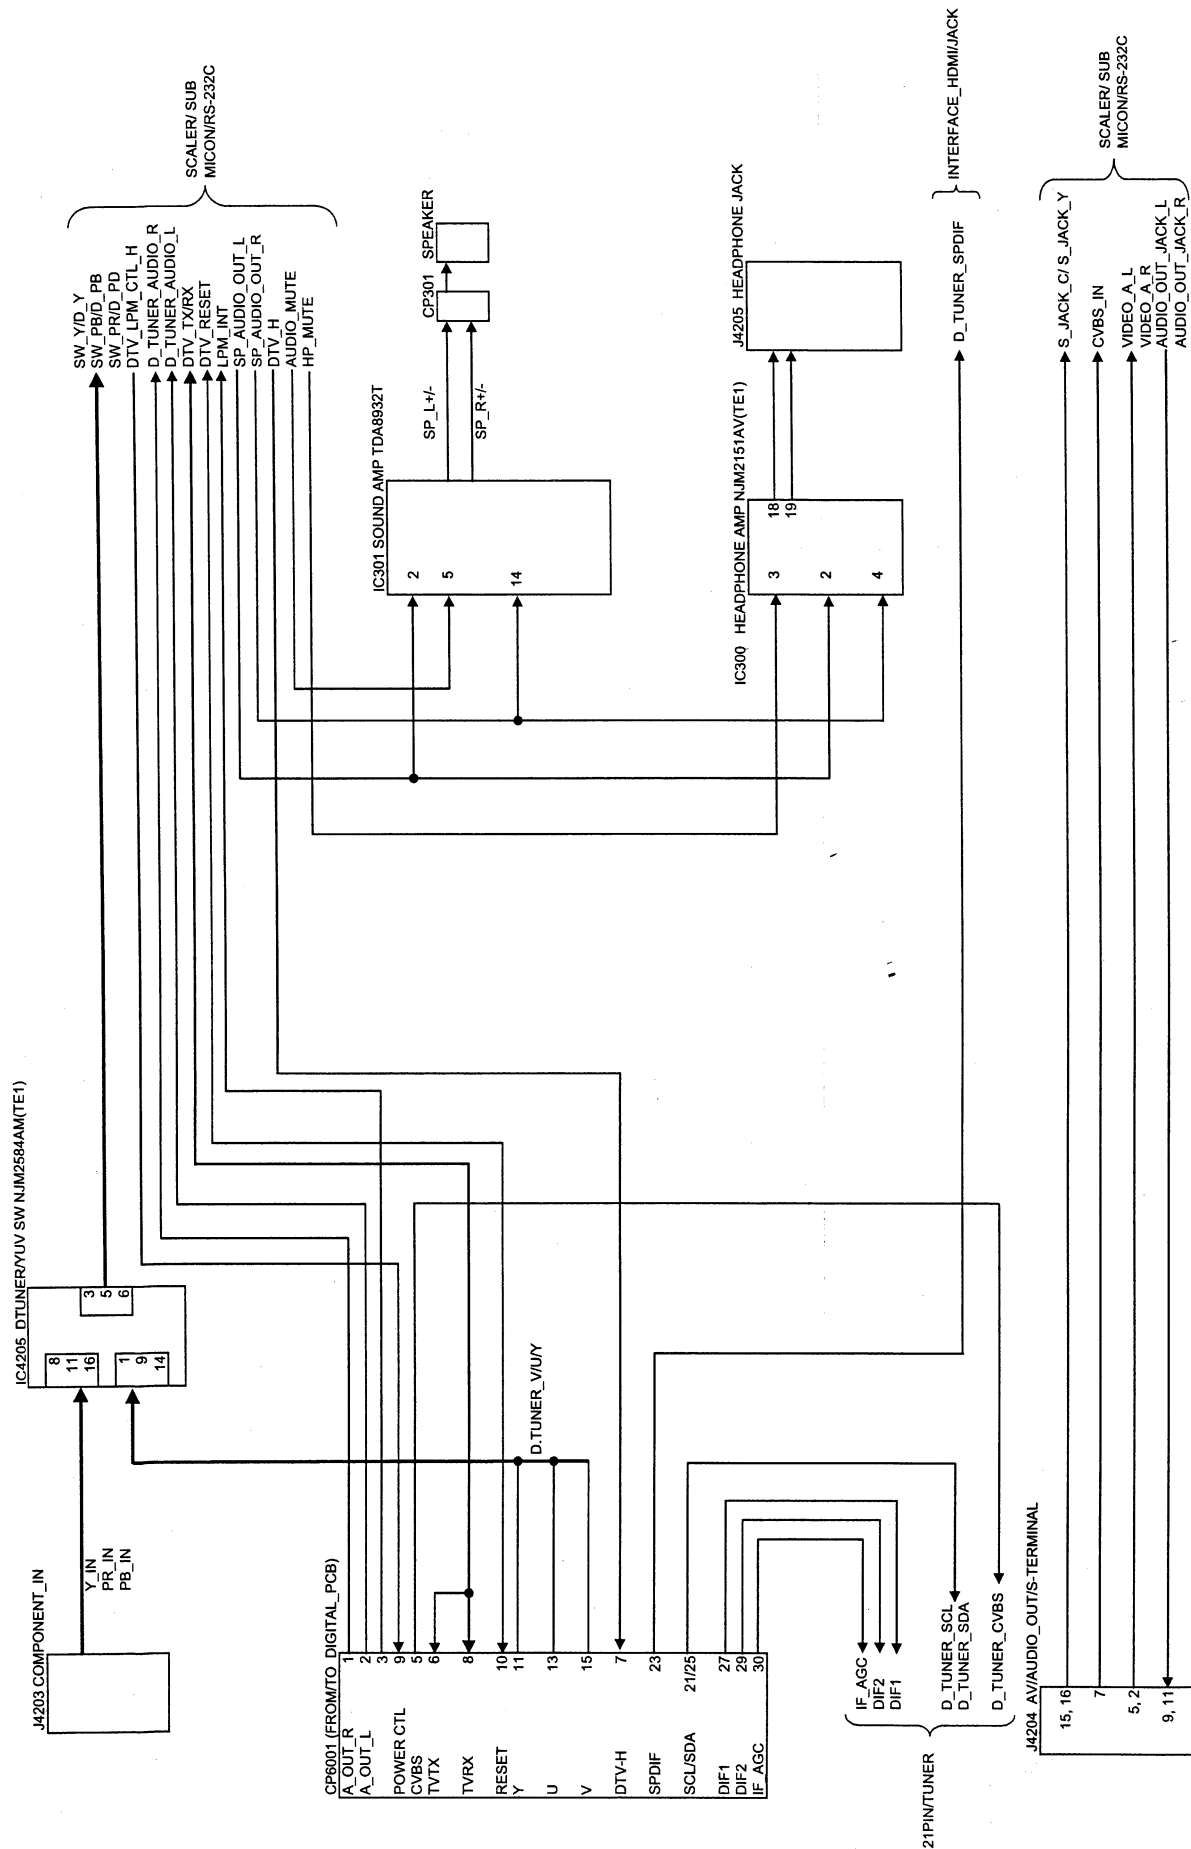 J4203 COMPONENT_IN
Y_IN
PR_IN
PB_IN
IC4205 DTUNER/YUV SW NJM2584AM(TE1)
8
11
16
1
9
14
3
5
6
SW_Y/D_Y
SW_PB/D_PB
SW_PR/D_PD
DTV_LPM_CTL_H
D_TUNER_AUDIO_R
D_TUNER_AUDIO_L
DTV_TX/RX
DTV_RESET
LPM_INT
SP_AUDIO_OUT_L
SP_AUDIO_OUT_R
DTV_H
AUDIO_MUTE
HP_MUTE
SCALER/ SUB
MICON/RS-232C
CP6001 (FROM/TO DIGITAL_PCB)
A_OUT_R 1
A_OUT_L 2
3
POWER CTL 9
CVBS 5
TVTX 6
TVRX 8
RESET 10
Y 11
U 13
V 15
DTV-H 7
SPDIF 23
SCL/SDA 21/25
DIF1 27
DIF2 29
IF_AGC 30
D.TUNER_V/U/Y
IC301 SOUND AMP TDA8932T
2
5
14
SP_L+/-
SP_R+/-
CP301 SPEAKER
IC300 HEADPHONE AMP NJM2151AV(TE1)
3
2
4
18
19
J4205 HEADPHONE JACK
IF_AGC
DIF2
DIF1
D_TUNER_SCL
D_TUNER_SDA
D_TUNER_CVBS
21PIN/TUNER
D_TUNER_SPDIF
INTERFACE_HDMI/JACK
J4204 AV/AUDIO_OUT/S-TERMINAL
15, 16
7
5, 2
9, 11
S_JACK_C/ S_JACK_Y
CVBS_IN
VIDEO_A_L
VIDEO_A_R
AUDIO_OUT_JACK_L
AUDIO_OUT_JACK_R
SCALER/ SUB
MICON/RS-232C